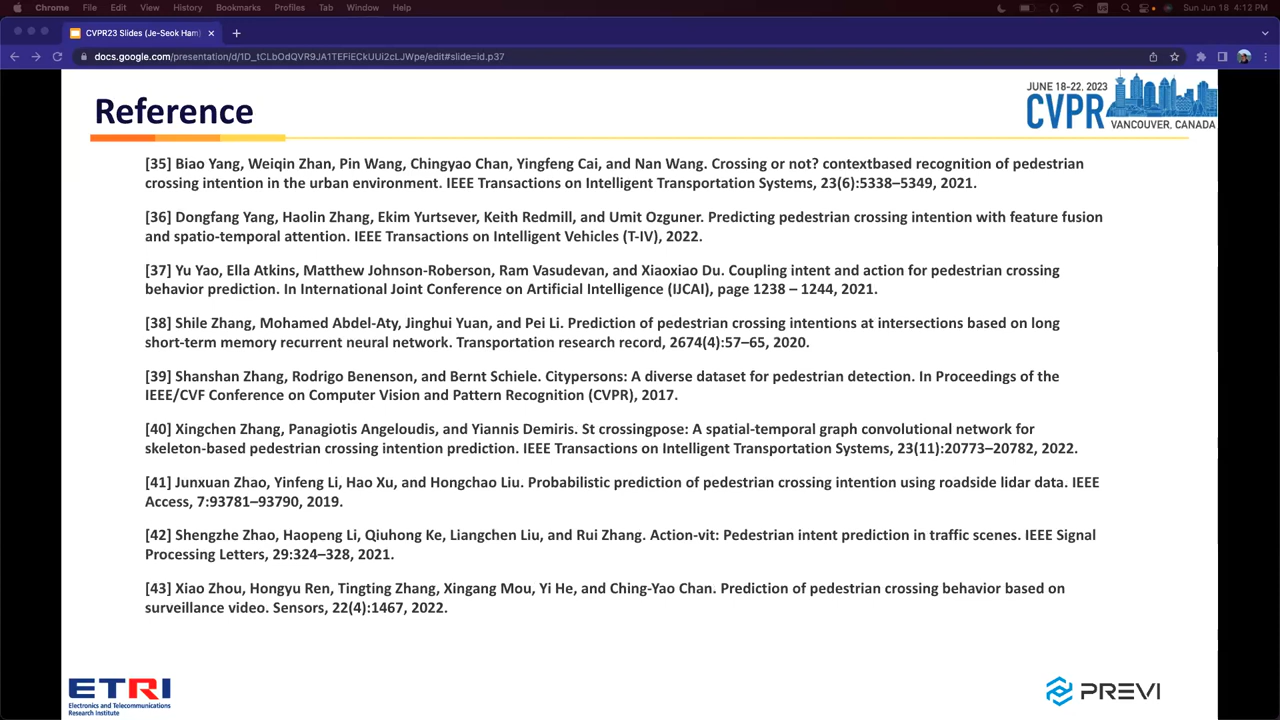 Chrome File Edit View History Bookmarks Profiles Tab Window Help
Sun Jun 18 4:12 PM
CVPR23 Slides (Je-Seok Ham)
docs.google.com/presentation/d/1D_tCLbOdQVR9JA1TEFiECkUUi2cLJWpe/edit#slide=id.p37
Reference
JUNE 18-22, 2023
CVPR
VANCOUVER, CANADA
[35] Biao Yang, Weiqin Zhan, Pin Wang, Chingyao Chan, Yingfeng Cai, and Nan Wang. Crossing or not? contextbased recognition of pedestrian
crossing intention in the urban environment. IEEE Transactions on Intelligent Transportation Systems, 23(6):5338–5349, 2021.
[36] Dongfang Yang, Haolin Zhang, Ekim Yurtsever, Keith Redmill, and Umit Ozguner. Predicting pedestrian crossing intention with feature fusion
and spatio-temporal attention. IEEE Transactions on Intelligent Vehicles (T-IV), 2022.
[37] Yu Yao, Ella Atkins, Matthew Johnson-Roberson, Ram Vasudevan, and Xiaoxiao Du. Coupling intent and action for pedestrian crossing
behavior prediction. In International Joint Conference on Artificial Intelligence (IJCAI), page 1238 – 1244, 2021.
[38] Shile Zhang, Mohamed Abdel-Aty, Jinghui Yuan, and Pei Li. Prediction of pedestrian crossing intentions at intersections based on long
short-term memory recurrent neural network. Transportation research record, 2674(4):57–65, 2020.
[39] Shanshan Zhang, Rodrigo Benenson, and Bernt Schiele. Citypersons: A diverse dataset for pedestrian detection. In Proceedings of the
IEEE/CVF Conference on Computer Vision and Pattern Recognition (CVPR), 2017.
[40] Xingchen Zhang, Panagiotis Angeloudis, and Yiannis Demiris. St crossingpose: A spatial-temporal graph convolutional network for
skeleton-based pedestrian crossing intention prediction. IEEE Transactions on Intelligent Transportation Systems, 23(11):20773–20782, 2022.
[41] Junxuan Zhao, Yinfeng Li, Hao Xu, and Hongchao Liu. Probabilistic prediction of pedestrian crossing intention using roadside lidar data. IEEE
Access, 7:93781–93790, 2019.
[42] Shengzhe Zhao, Haopeng Li, Qiuhong Ke, Liangchen Liu, and Rui Zhang. Action-vit: Pedestrian intent prediction in traffic scenes. IEEE Signal
Processing Letters, 29:324–328, 2021.
[43] Xiao Zhou, Hongyu Ren, Tingting Zhang, Xingang Mou, Yi He, and Ching-Yao Chan. Prediction of pedestrian crossing behavior based on
surveillance video. Sensors, 22(4):1467, 2022.
ETRI
Electronics and Telecommunications
Research Institute
PREVI